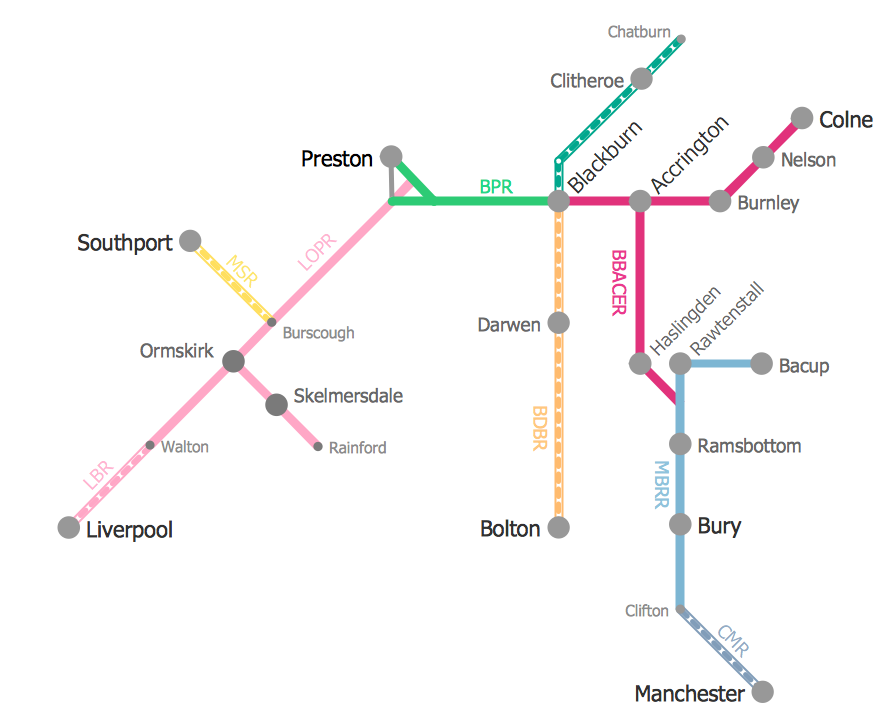 Chatburn
Clitheroe
Colne
Blackburn
Accrington
Preston
Nelson
BPR
Burnley
Southport
MSR
LOPR
BBACER
Haslingden
Rawtenstall
Burscough
Darwen
Ormskirk
Bacup
Skelmersdale
BDBR
Walton
Rainford
Ramsbottom
LBR
MBRR
Liverpool
Bolton
Bury
Clifton
CMR
Manchester